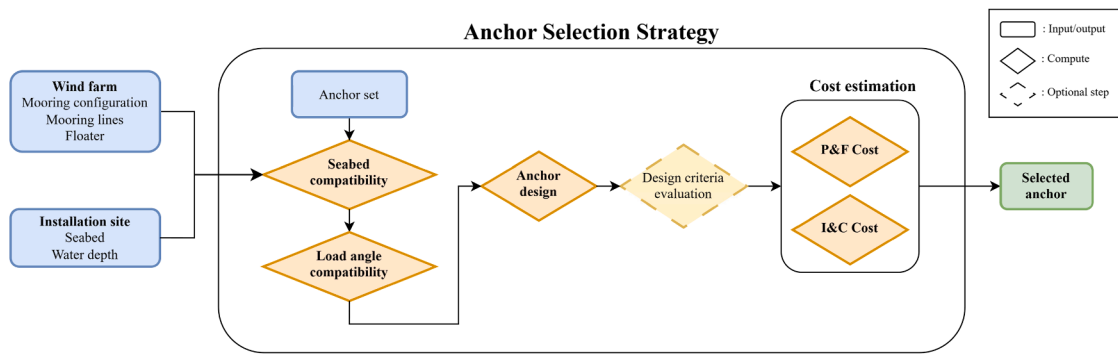 Anchor Selection Strategy
Wind farm
Mooring configuration
Mooring lines
Floater
Installation site
Seabed
Water depth
Anchor set
Seabed
compatibility
Load angle
compatibility
Anchor
design
Design criteria
evaluation
Cost estimation
P&F Cost
I&C Cost
Selected
anchor
: Input/output
: Compute
: Optional step